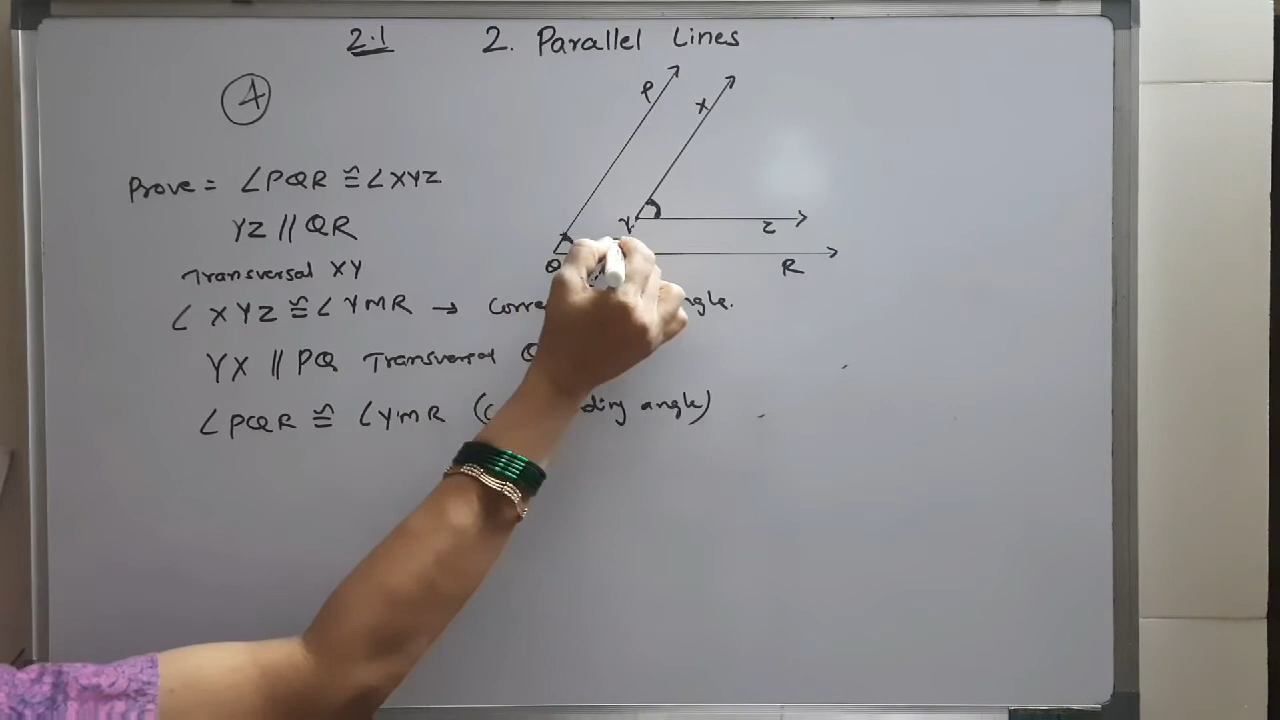 2.1 2. Parallel Lines
4
P
X
Prove = ∠PQR ≅ ∠XYZ
Y Z
YZ // QR
Q R
Transversal XY
∠XYZ ≅ ∠YMR → angle.
YX // PQ Transversal
∠PQR ≅ ∠YMR ( angle)